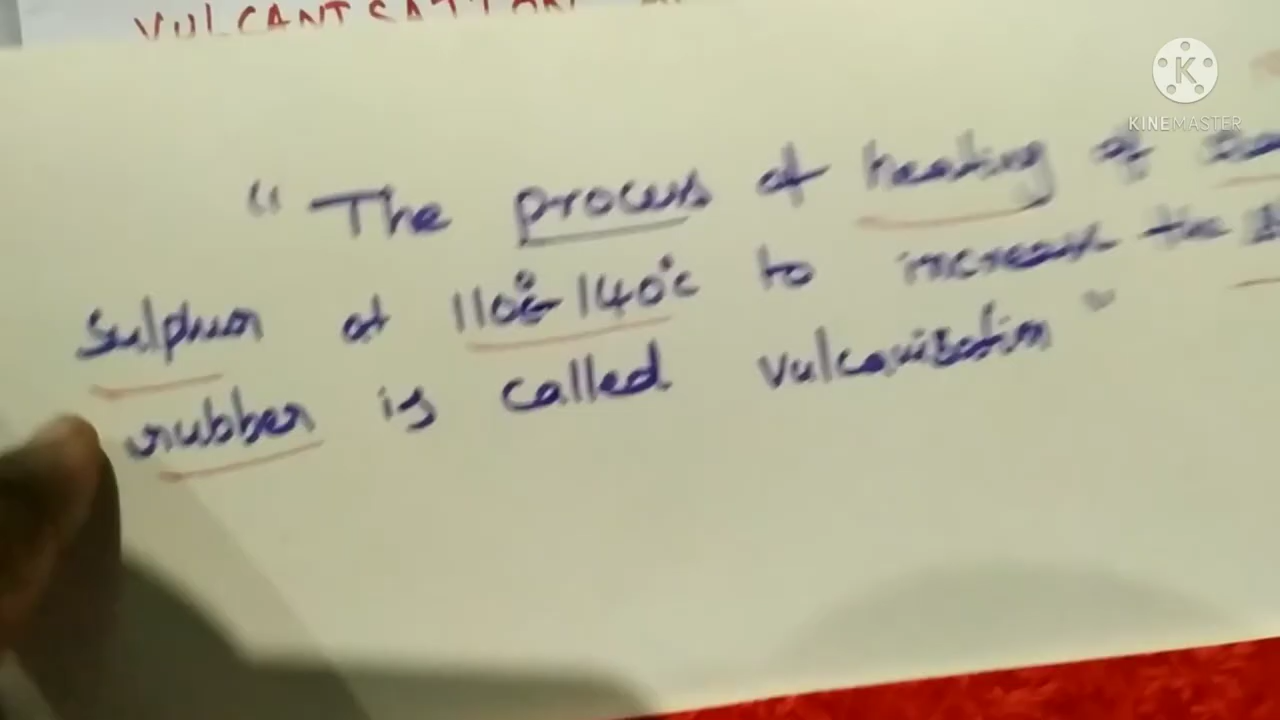 VULCANISATION
KINEMASTER
"The process of heating of
Sulphur at 110°C-140°C to increase the
rubber is called vulcanisation"